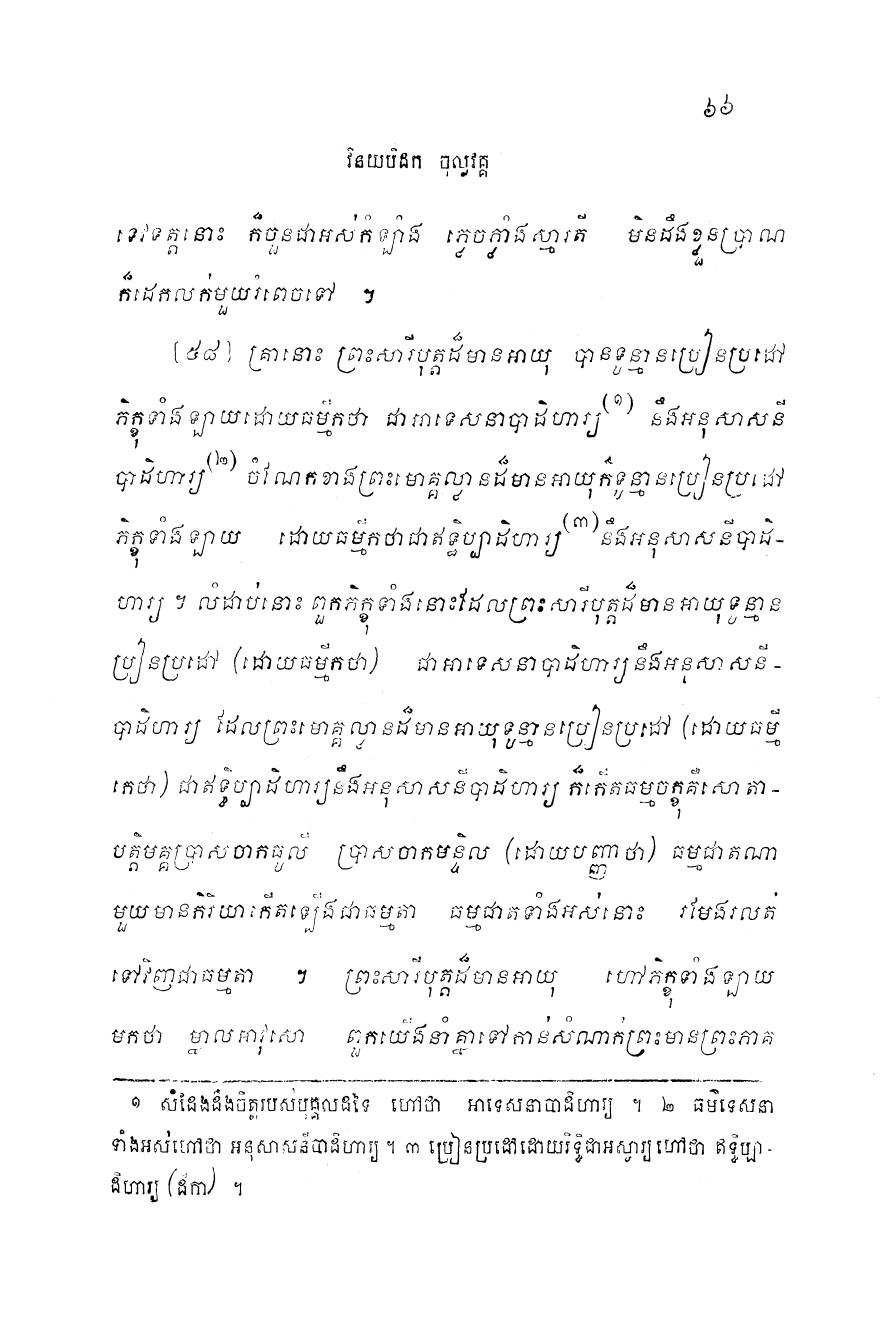 ៦៦
វិនយបិដក ចុល្លវគ្គ
ទេវទត្តនោះ ក៏ចួនជាអស់កំឡាំង ភ្លេចភ្លាំងស្មារតី មិនដឹងខ្លួនប្រាណ
ក៏ដេកលក់មួយរំពេចទៅ ។
[៥៨] គ្រានោះ ព្រះសារីបុត្តដ៏មានអាយុ បានទូន្មានប្រៀនប្រដៅ
ភិក្ខុទាំងឡាយដោយធម្មីកថា ជាអាទេសនាបាដិហារ្យ(១) នឹងអនុសាសនី
បាដិហារ្យ(២) ចំណែកខាងព្រះមោគ្គល្លានដ៏មានអាយុក៏ទូន្មានប្រៀនប្រដៅ
ភិក្ខុទាំងឡាយ ដោយធម្មីកថាជាឥទ្ធិប្បាដិហារ្យ(៣) នឹងអនុសាសនីបាដិ-
ហារ្យ ។ លំដាប់នោះ ពួកភិក្ខុទាំងនោះដែលព្រះសារីបុត្តដ៏មានអាយុទូន្មាន
ប្រៀនប្រដៅ (ដោយធម្មីកថា) ជាអាទេសនាបាដិហារ្យនឹងអនុសាសនី-
បាដិហារ្យ ដែលព្រះមោគ្គល្លានដ៏មានអាយុទូន្មានប្រៀនប្រដៅ (ដោយធម្មី
កថា) ជាឥទ្ធិប្បាដិហារ្យនឹងអនុសាសនីបាដិហារ្យ ក៏កើតធម្មចក្ខុគឺសោតា-
បត្តិមគ្គប្រាសចាកធូលី ប្រាសចាកមន្ទិល (ដោយបញ្ញាថា) ធម្មជាតណា
មួយមានកិរិយាកើតឡើងជាធម្មតា ធម្មជាតទាំងអស់នោះ រមែងរលត់
ទៅវិញជាធម្មតា ។ ព្រះសារីបុត្តដ៏មានអាយុ ហៅភិក្ខុទាំងឡាយ
មកថា ម្នាលអាវុសោ ពួកយើងនាំគ្នាទៅកាន់សំណាក់ព្រះមានព្រះភាគ
១ សំដែងដឹងចិត្តរបស់បុគ្គលដទៃ ហៅថា អាទេសនាបាដិហារ្យ ។ ២ ធម៌ទេសនា
ទាំងអស់ហៅថា អនុសាសនីបាដិហារ្យ ។ ៣ ប្រៀនប្រដៅដោយរិទ្ធិជាអស្ចារ្យហៅថា ឥទ្ធិប្បា-
ដិហារ្យ (ដីកា) ។